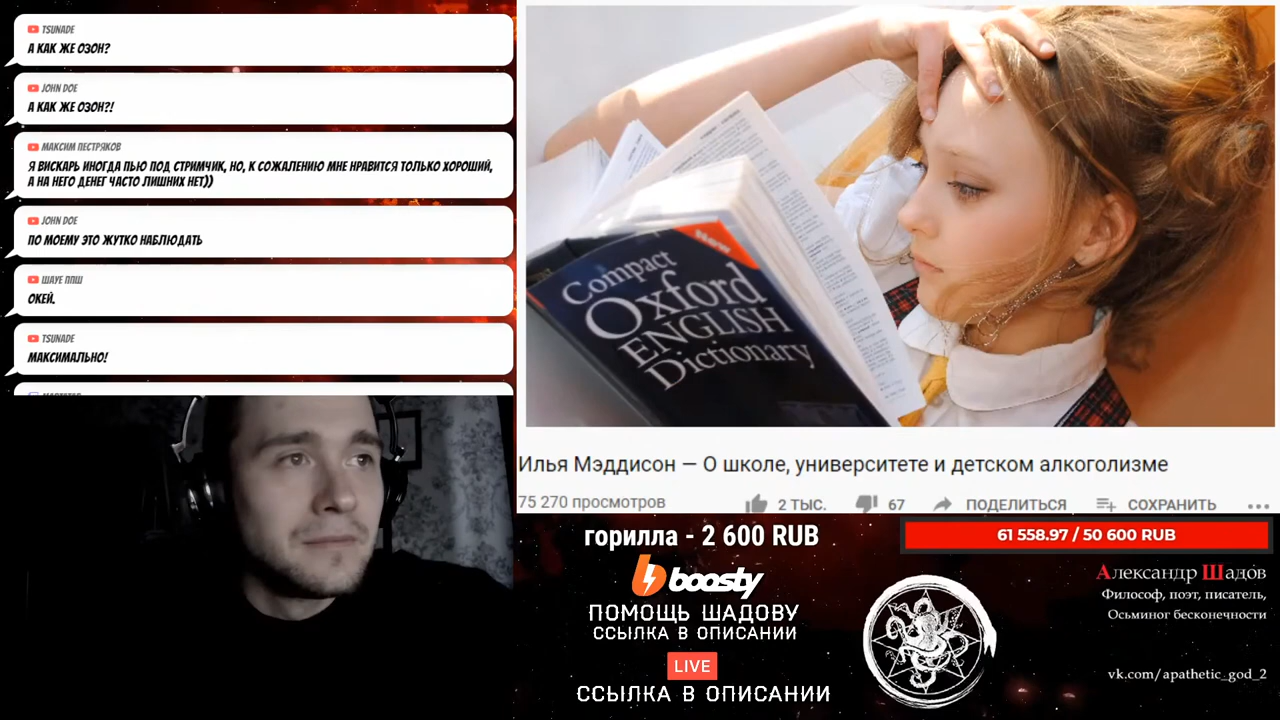 TSUNADE
А КАК ЖЕ ОЗОН?
JOHN DOE
А КАК ЖЕ ОЗОН?!
МАКСИМ ПЕСТРЯКОВ
Я ВИСКАРЬ ИНОГДА ПЬЮ ПОД СТРИМЧИК, НО, К СОЖАЛЕНИЮ МНЕ НРАВИТСЯ ТОЛЬКО ХОРОШИЙ,
А НА НЕГО ДЕНЕГ ЧАСТО ЛИШНИХ НЕТ))
JOHN DOE
ПО МОЕМУ ЭТО ЖУТКО НАБЛЮДАТЬ
ШАУЕ ППШ
ОКЕЙ.
TSUNADE
МАКСИМАЛЬНО!
New
Compact
Oxford
ENGLISH
Dictionary
Илья Мэддисон — О школе, университете и детском алкоголизме
75 270 просмотров
2 ТЫС.
67
ПОДЕЛИТЬСЯ
СОХРАНИТЬ
горилла - 2 600 RUB
boosty
ПОМОЩЬ ШАДОВУ
ССЫЛКА В ОПИСАНИИ
LIVE
ССЫЛКА В ОПИСАНИИ
61 558.97 / 50 600 RUB
Александр Шадов
Философ, поэт, писатель,
Осьминог бесконечности
vk.com/apathetic_god_2